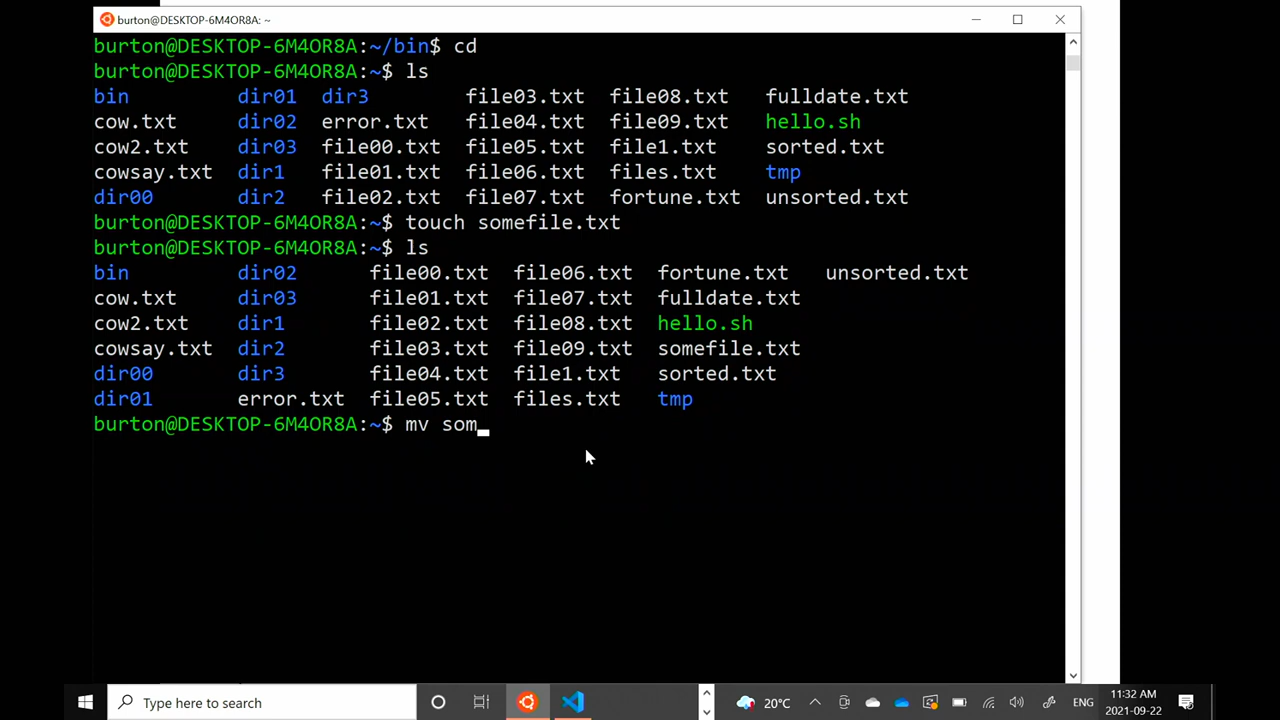 burton@DESKTOP-6M4OR8A: ~
burton@DESKTOP-6M4OR8A:~/bin$ cd
burton@DESKTOP-6M4OR8A:~$ ls
bin dir01 dir3 file03.txt file08.txt fulldate.txt
cow.txt dir02 error.txt file04.txt file09.txt hello.sh
cow2.txt dir03 file00.txt file05.txt file1.txt sorted.txt
cowsay.txt dir1 file01.txt file06.txt files.txt tmp
dir00 dir2 file02.txt file07.txt fortune.txt unsorted.txt
burton@DESKTOP-6M4OR8A:~$ touch somefile.txt
burton@DESKTOP-6M4OR8A:~$ ls
bin dir02 file00.txt file06.txt fortune.txt unsorted.txt
cow.txt dir03 file01.txt file07.txt fulldate.txt
cow2.txt dir1 file02.txt file08.txt hello.sh
cowsay.txt dir2 file03.txt file09.txt somefile.txt
dir00 dir3 file04.txt file1.txt sorted.txt
dir01 error.txt file05.txt files.txt tmp
burton@DESKTOP-6M4OR8A:~$ mv som
Type here to search 20°C ENG 11:32 AM
2021-09-22